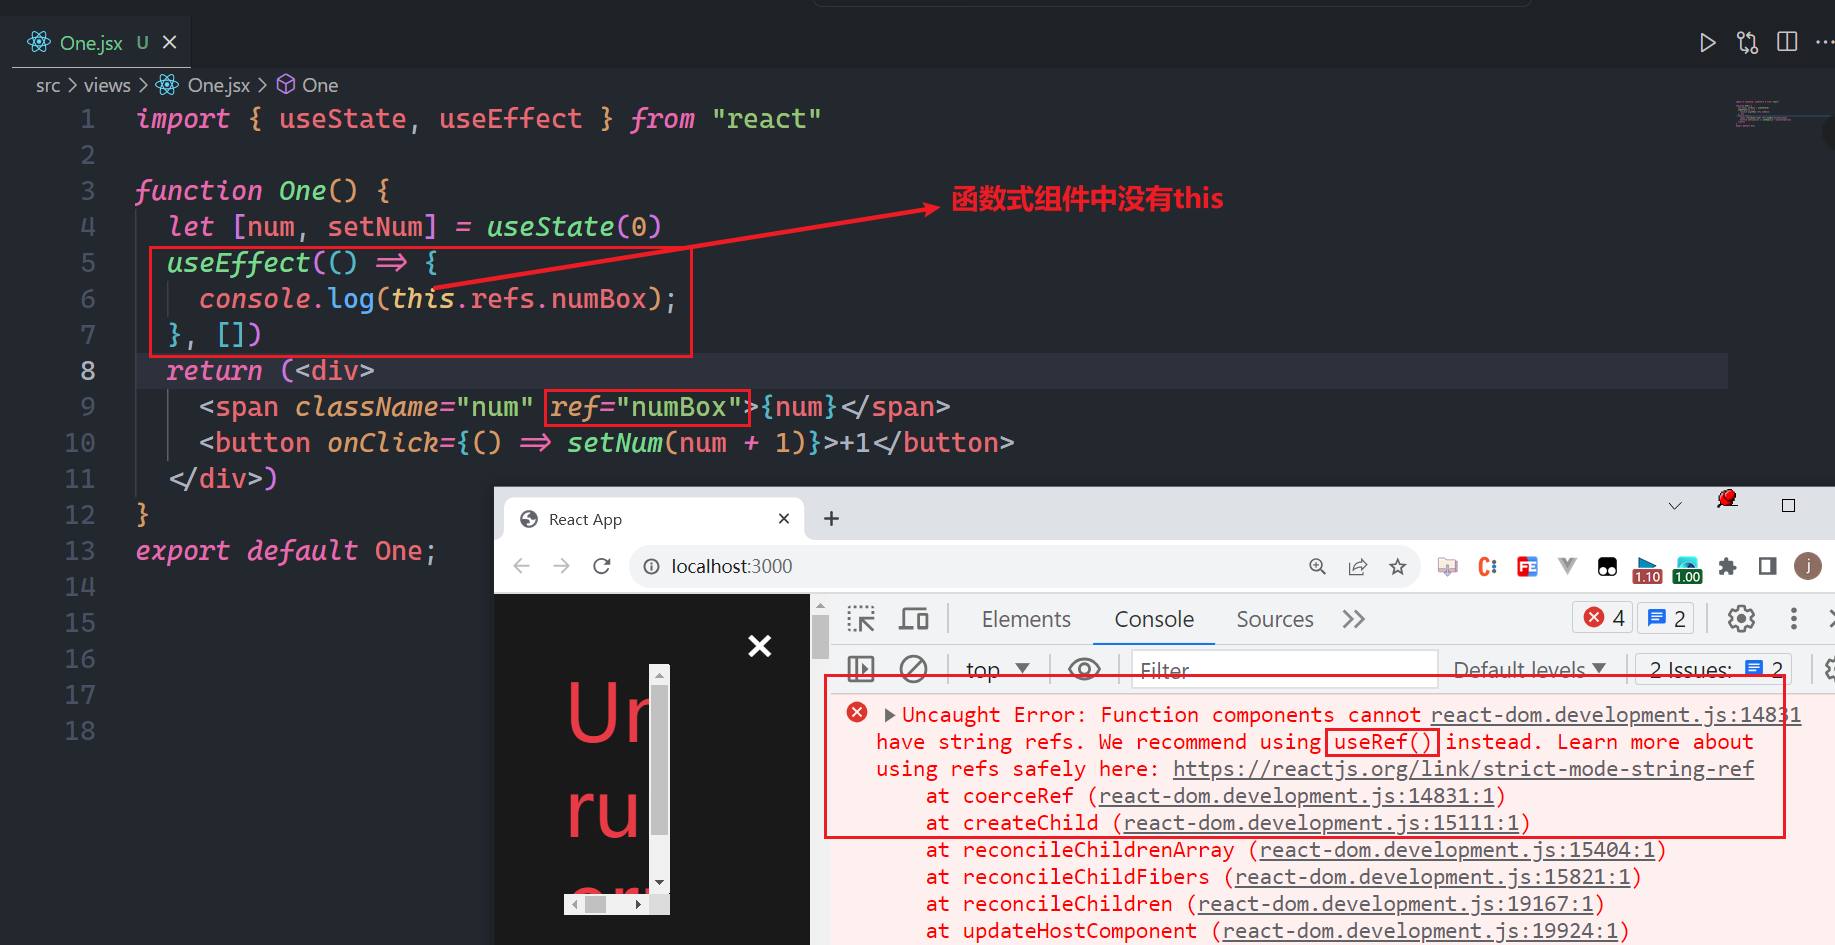 One.jsx U
src > views > One.jsx > One
1 import { useState, useEffect } from "react"
2
3 function One() {
函数式组件中没有this
4 let [num, setNum] = useState(0)
5 useEffect(() => {
6 console.log(this.refs.numBox);
7 }, [])
8 return (<div>
9 <span className="num" ref="numBox">{num}</span>
10 <button onClick={() => setNum(num + 1)}>+1</button>
11 </div>)
12 }
13 export default One;
14
15
16
17
18
React App
localhost:3000
1.10 1.00 j
Elements Console Sources 4 2
top Filter Default levels 2 Issues: 2
Uncaught Error: Function components cannot react-dom.development.js:14831
have string refs. We recommend using useRef() instead. Learn more about
using refs safely here: https://reactjs.org/link/strict-mode-string-ref
at coerceRef (react-dom.development.js:14831:1)
at createChild (react-dom.development.js:15111:1)
at reconcileChildrenArray (react-dom.development.js:15404:1)
at reconcileChildFibers (react-dom.development.js:15821:1)
at reconcileChildren (react-dom.development.js:19167:1)
at updateHostComponent (react-dom.development.js:19924:1)
Un
ru